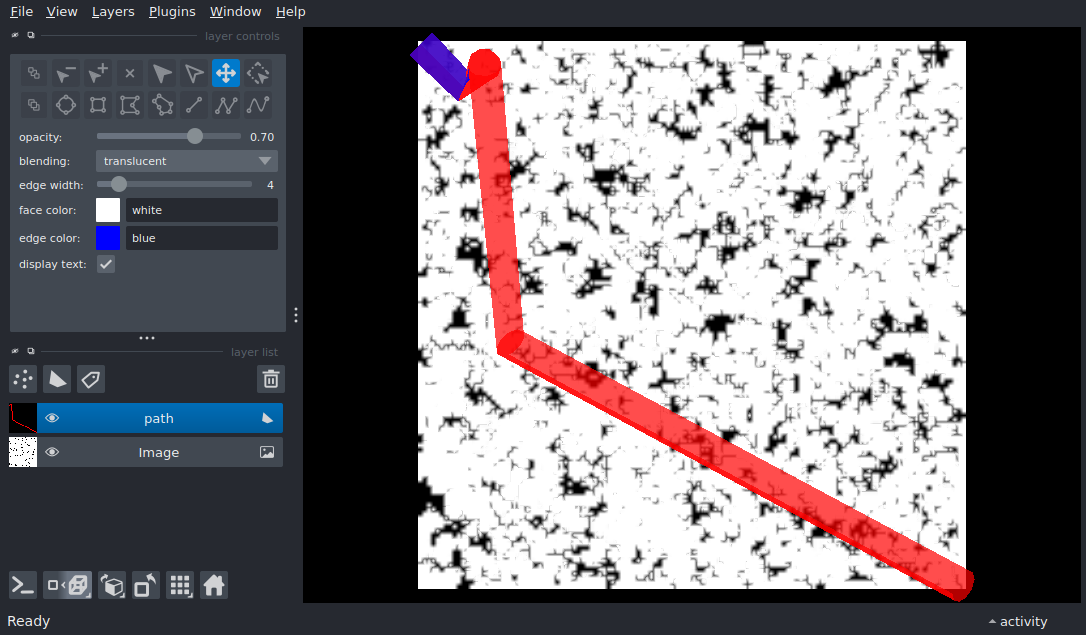 File View Layers Plugins Window Help
layer controls
opacity: 0.70
blending: translucent
edge width: 4
face color: white
edge color: blue
display text:
layer list
path
Image
Ready
activity